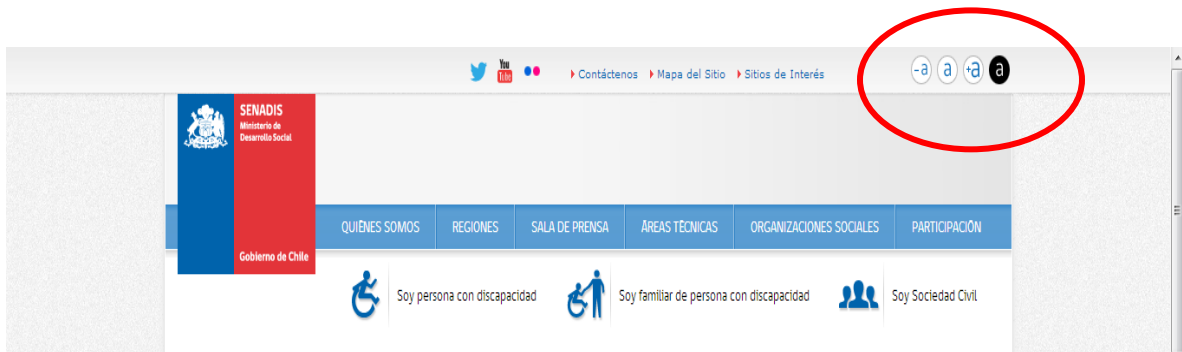 You
Tube
Contáctenos Mapa del Sitio Sitios de Interés
-a a +a a
SENADIS
Ministerio de
Desarrollo Social
Gobierno de Chile
QUIÉNES SOMOS REGIONES SALA DE PRENSA ÁREAS TÉCNICAS ORGANIZACIONES SOCIALES PARTICIPACIÓN
Soy persona con discapacidad Soy familiar de persona con discapacidad Soy Sociedad Civil